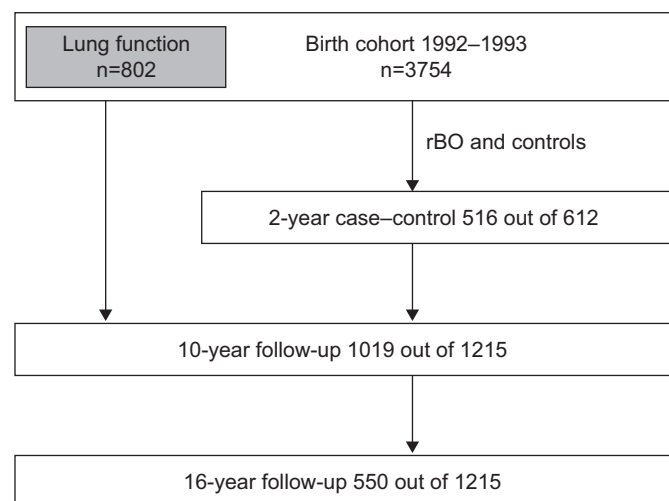 Lung function
n=802
Birth cohort 1992–1993
n=3754
rBO and controls
2-year case–control 516 out of 612
10-year follow-up 1019 out of 1215
16-year follow-up 550 out of 1215